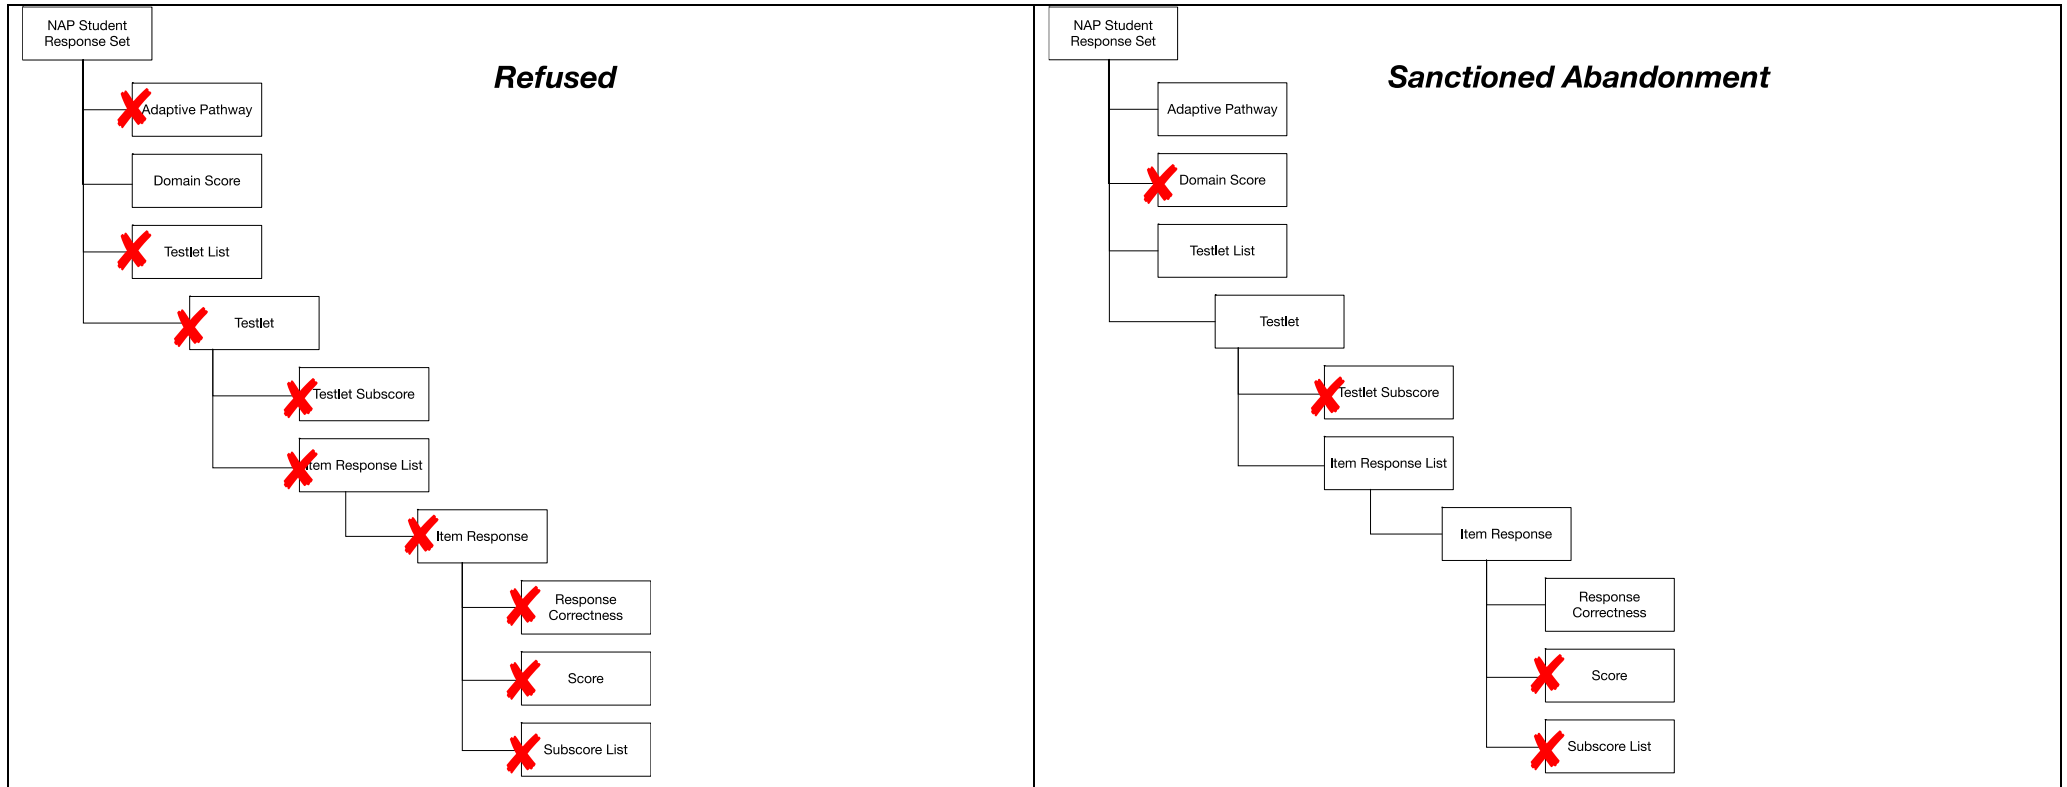 NAP Student
Response Set
Refused
Adaptive Pathway
Domain Score
Testlet List
Testlet
Testlet Subscore
Item Response List
Item Response
Response
Correctness
Score
Subscore List
NAP Student
Response Set
Sanctioned Abandonment
Adaptive Pathway
Domain Score
Testlet List
Testlet
Testlet Subscore
Item Response List
Item Response
Response
Correctness
Score
Subscore List